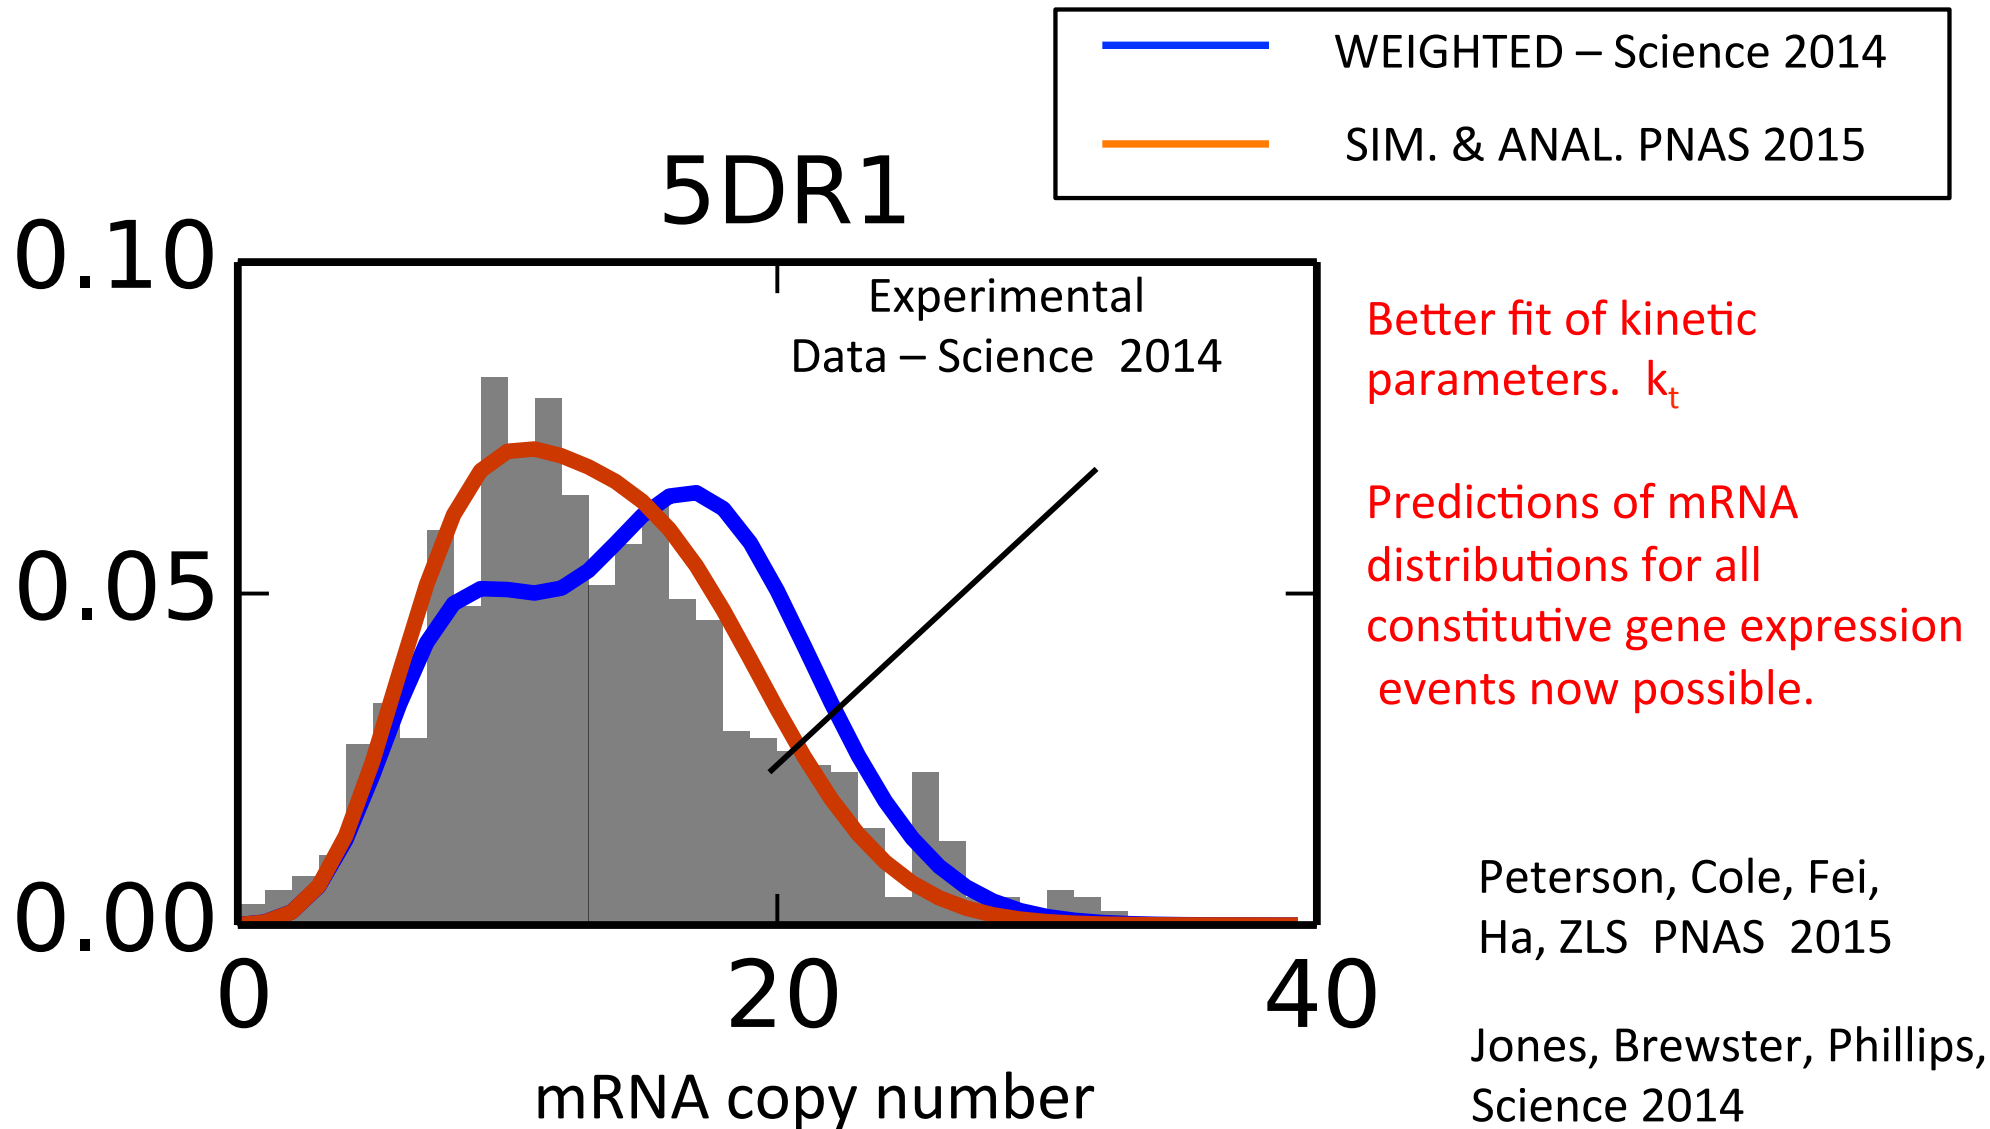 WEIGHTED – Science 2014
SIM. & ANAL. PNAS 2015
5DR1
0.10
0.05
0.00
0
20
40
mRNA copy number
Experimental
Data – Science 2014
Better fit of kinetic
parameters. kt
Predictions of mRNA
distributions for all
constitutive gene expression
events now possible.
Peterson, Cole, Fei,
Ha, ZLS PNAS 2015
Jones, Brewster, Phillips,
Science 2014